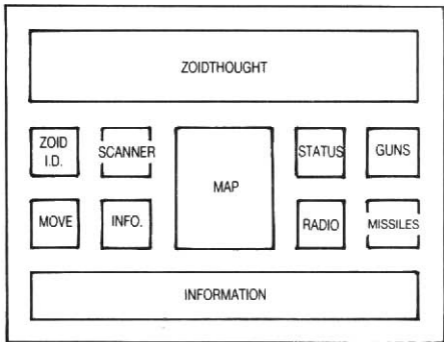 ZOIDTHOUGHT
ZOID
I.D.
SCANNER
MAP
STATUS
GUNS
MOVE
INFO.
RADIO
MISSILES
INFORMATION